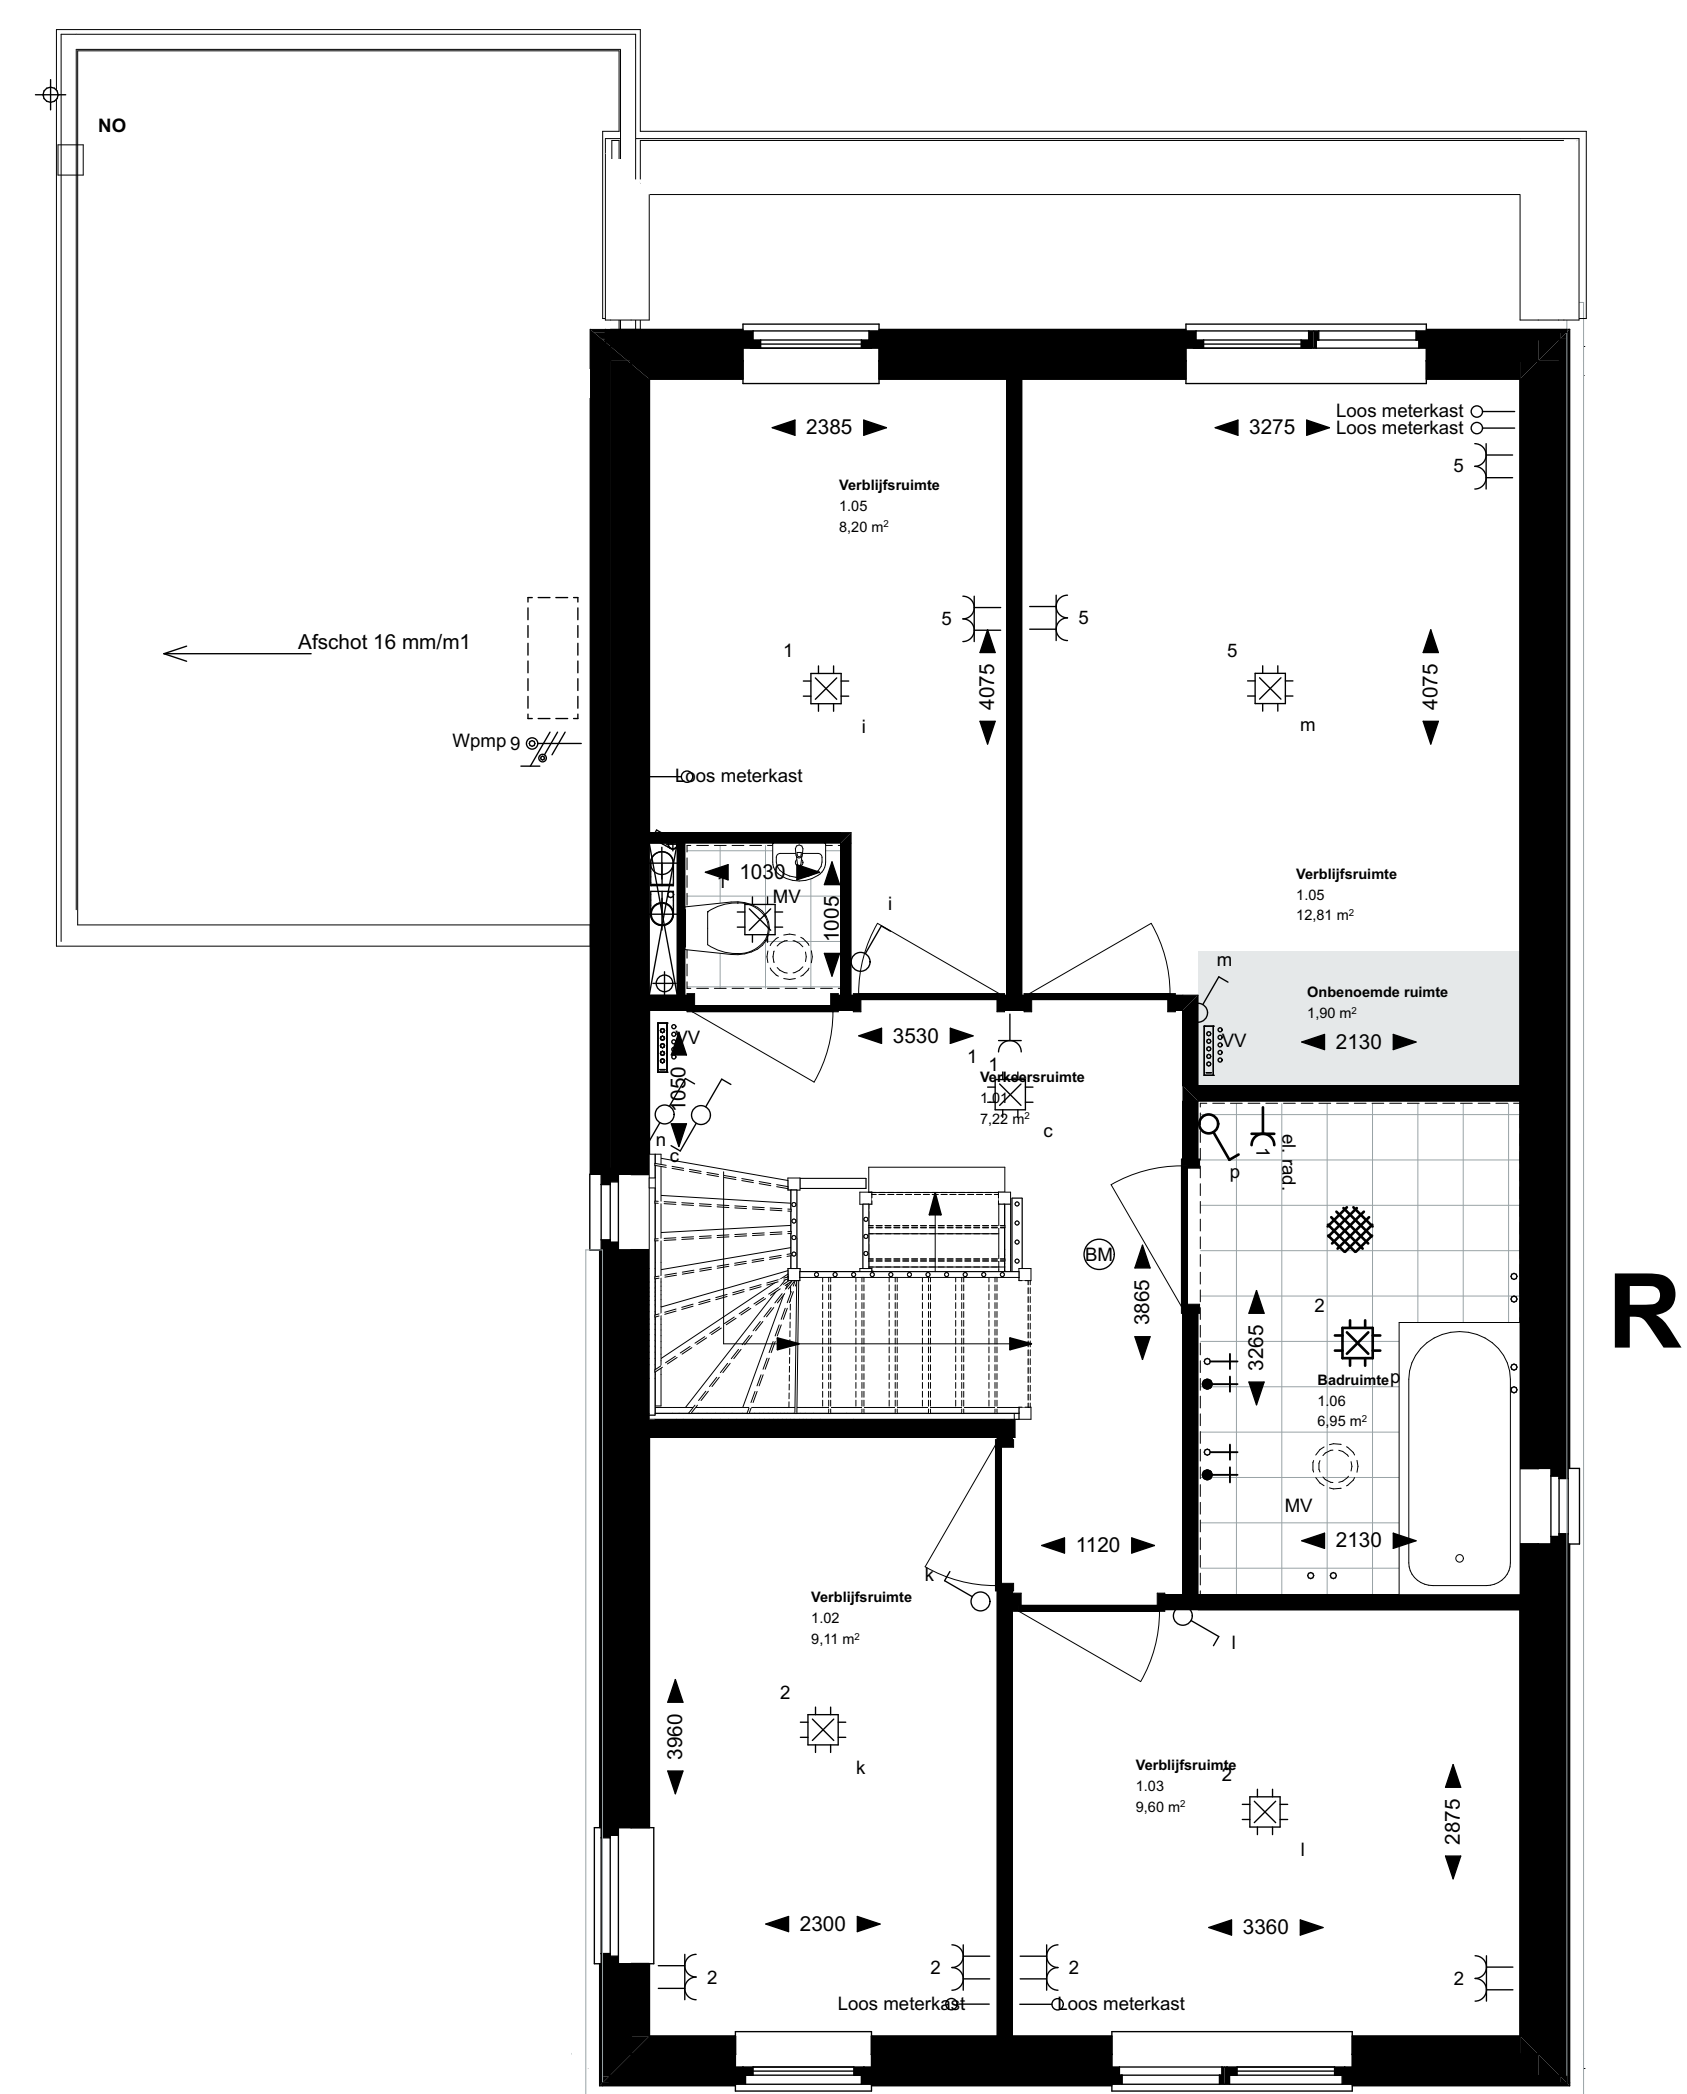 NO
2385
3275
Loos meterkast
Loos meterkast
5
Verblijfsruimte
1.05
8,20 m²
5
5
4075
4075
1
i
5
m
Afschot 16 mm/m1
Wpmp 9
Loos meterkast
1030
1
MV
1005
i
Verblijfsruimte
1.05
12,81 m²
m
Onbenoemde ruimte
1,90 m²
2130
VV
VV
1050
n
c
3530
1
1
Verkeersruimte
1.01
7,22 m²
c
el. rad.
1
p
BM
3865
3265
2
Badruimte
p
1.06
6,95 m²
MV
2130
R
1120
k
Verblijfsruimte
1.02
9,11 m²
l
2
k
3960
Verblijfsruimte
2
1.03
9,60 m²
l
2875
2300
3360
2
2
2
2
Loos meterkast
Loos meterkast